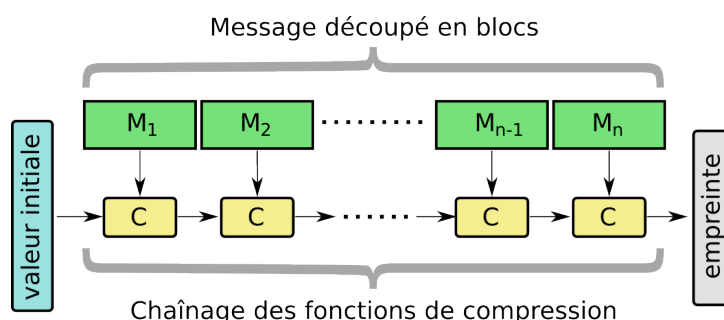 Message découpé en blocs
M1 M2 ......... Mn-1 Mn
valeur initiale
C C ....... C C
empreinte
Chaînage des fonctions de compression